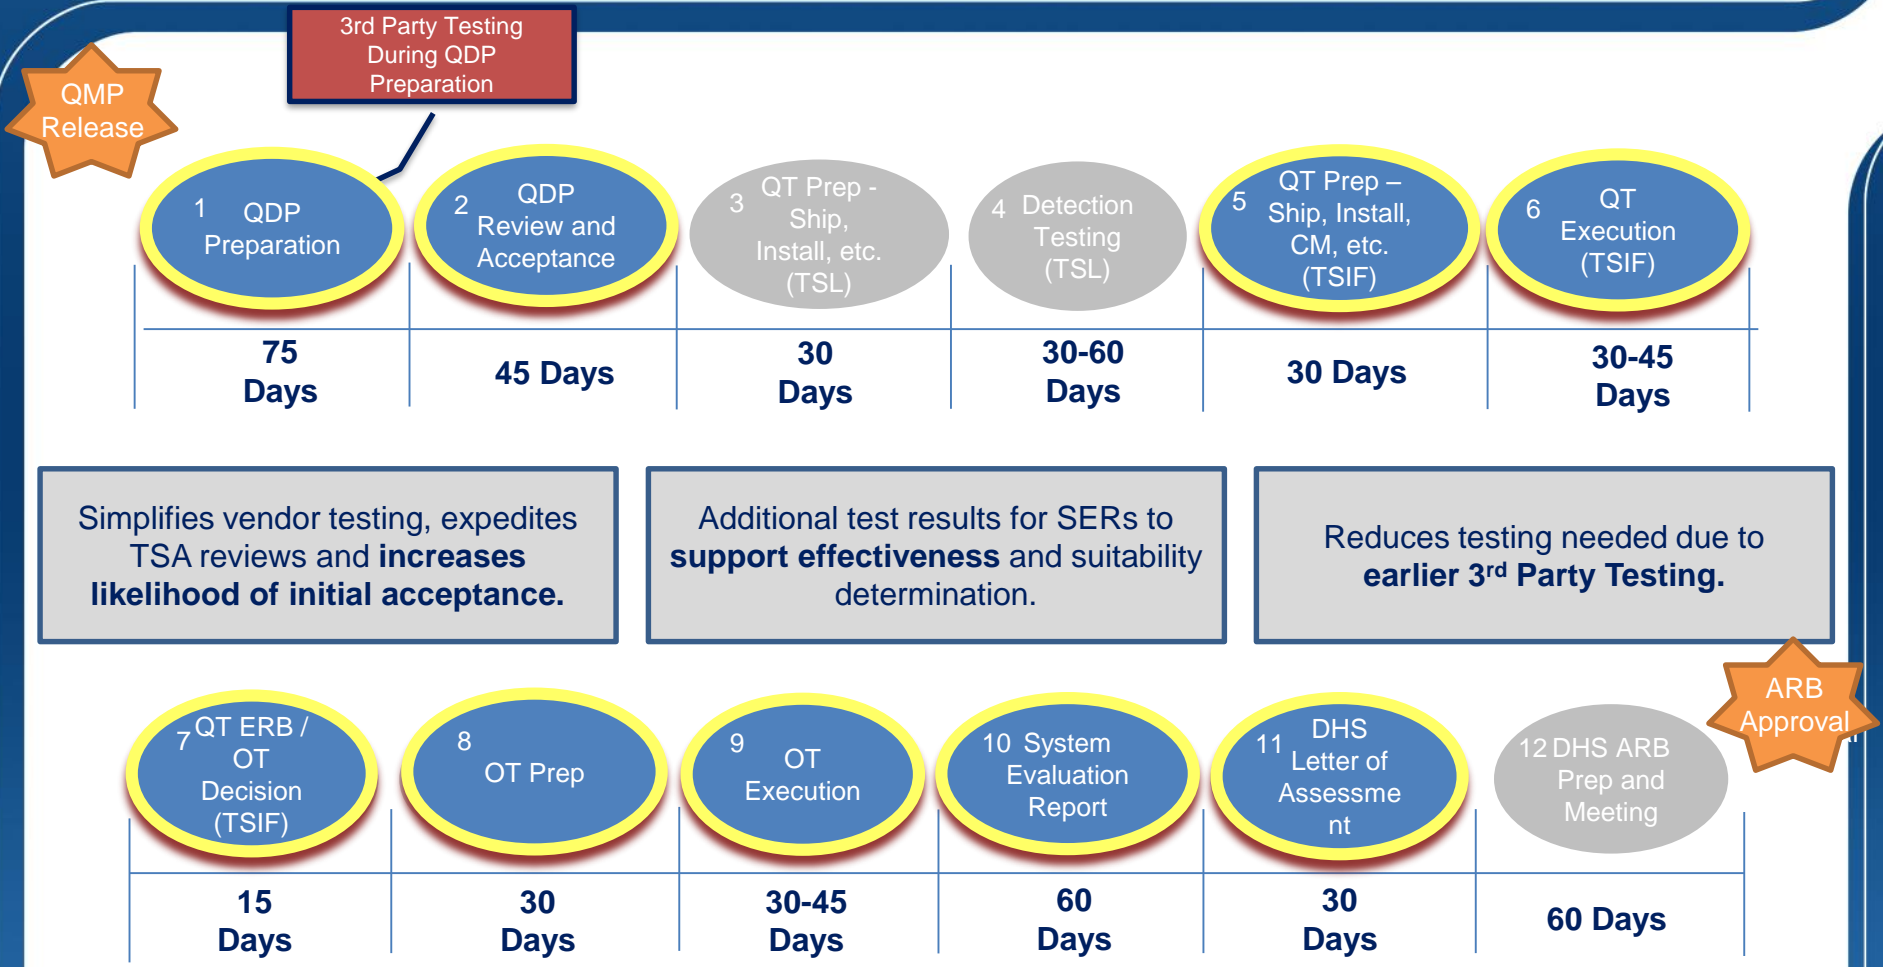 3rd Party Testing
During QDP
Preparation
QMP
Release
1
QDP
Preparation
2
QDP
Review and
Acceptance
3
QT Prep -
Ship,
Install, etc.
(TSL)
4
Detection
Testing
(TSL)
5
QT Prep –
Ship, Install,
CM, etc.
(TSIF)
6
QT
Execution
(TSIF)
75
Days
45 Days
30
Days
30-60
Days
30 Days
30-45
Days
Simplifies vendor testing, expedites
TSA reviews and increases
likelihood of initial acceptance.
Additional test results for SERs to
support effectiveness and suitability
determination.
Reduces testing needed due to
earlier 3rd Party Testing.
ARB
Approval
7
QT ERB /
OT
Decision
(TSIF)
8
OT Prep
9
OT
Execution
10 System
Evaluation
Report
11
DHS
Letter of
Assessme
nt
12 DHS ARB
Prep and
Meeting
15
Days
30
Days
30-45
Days
60
Days
30
Days
60 Days